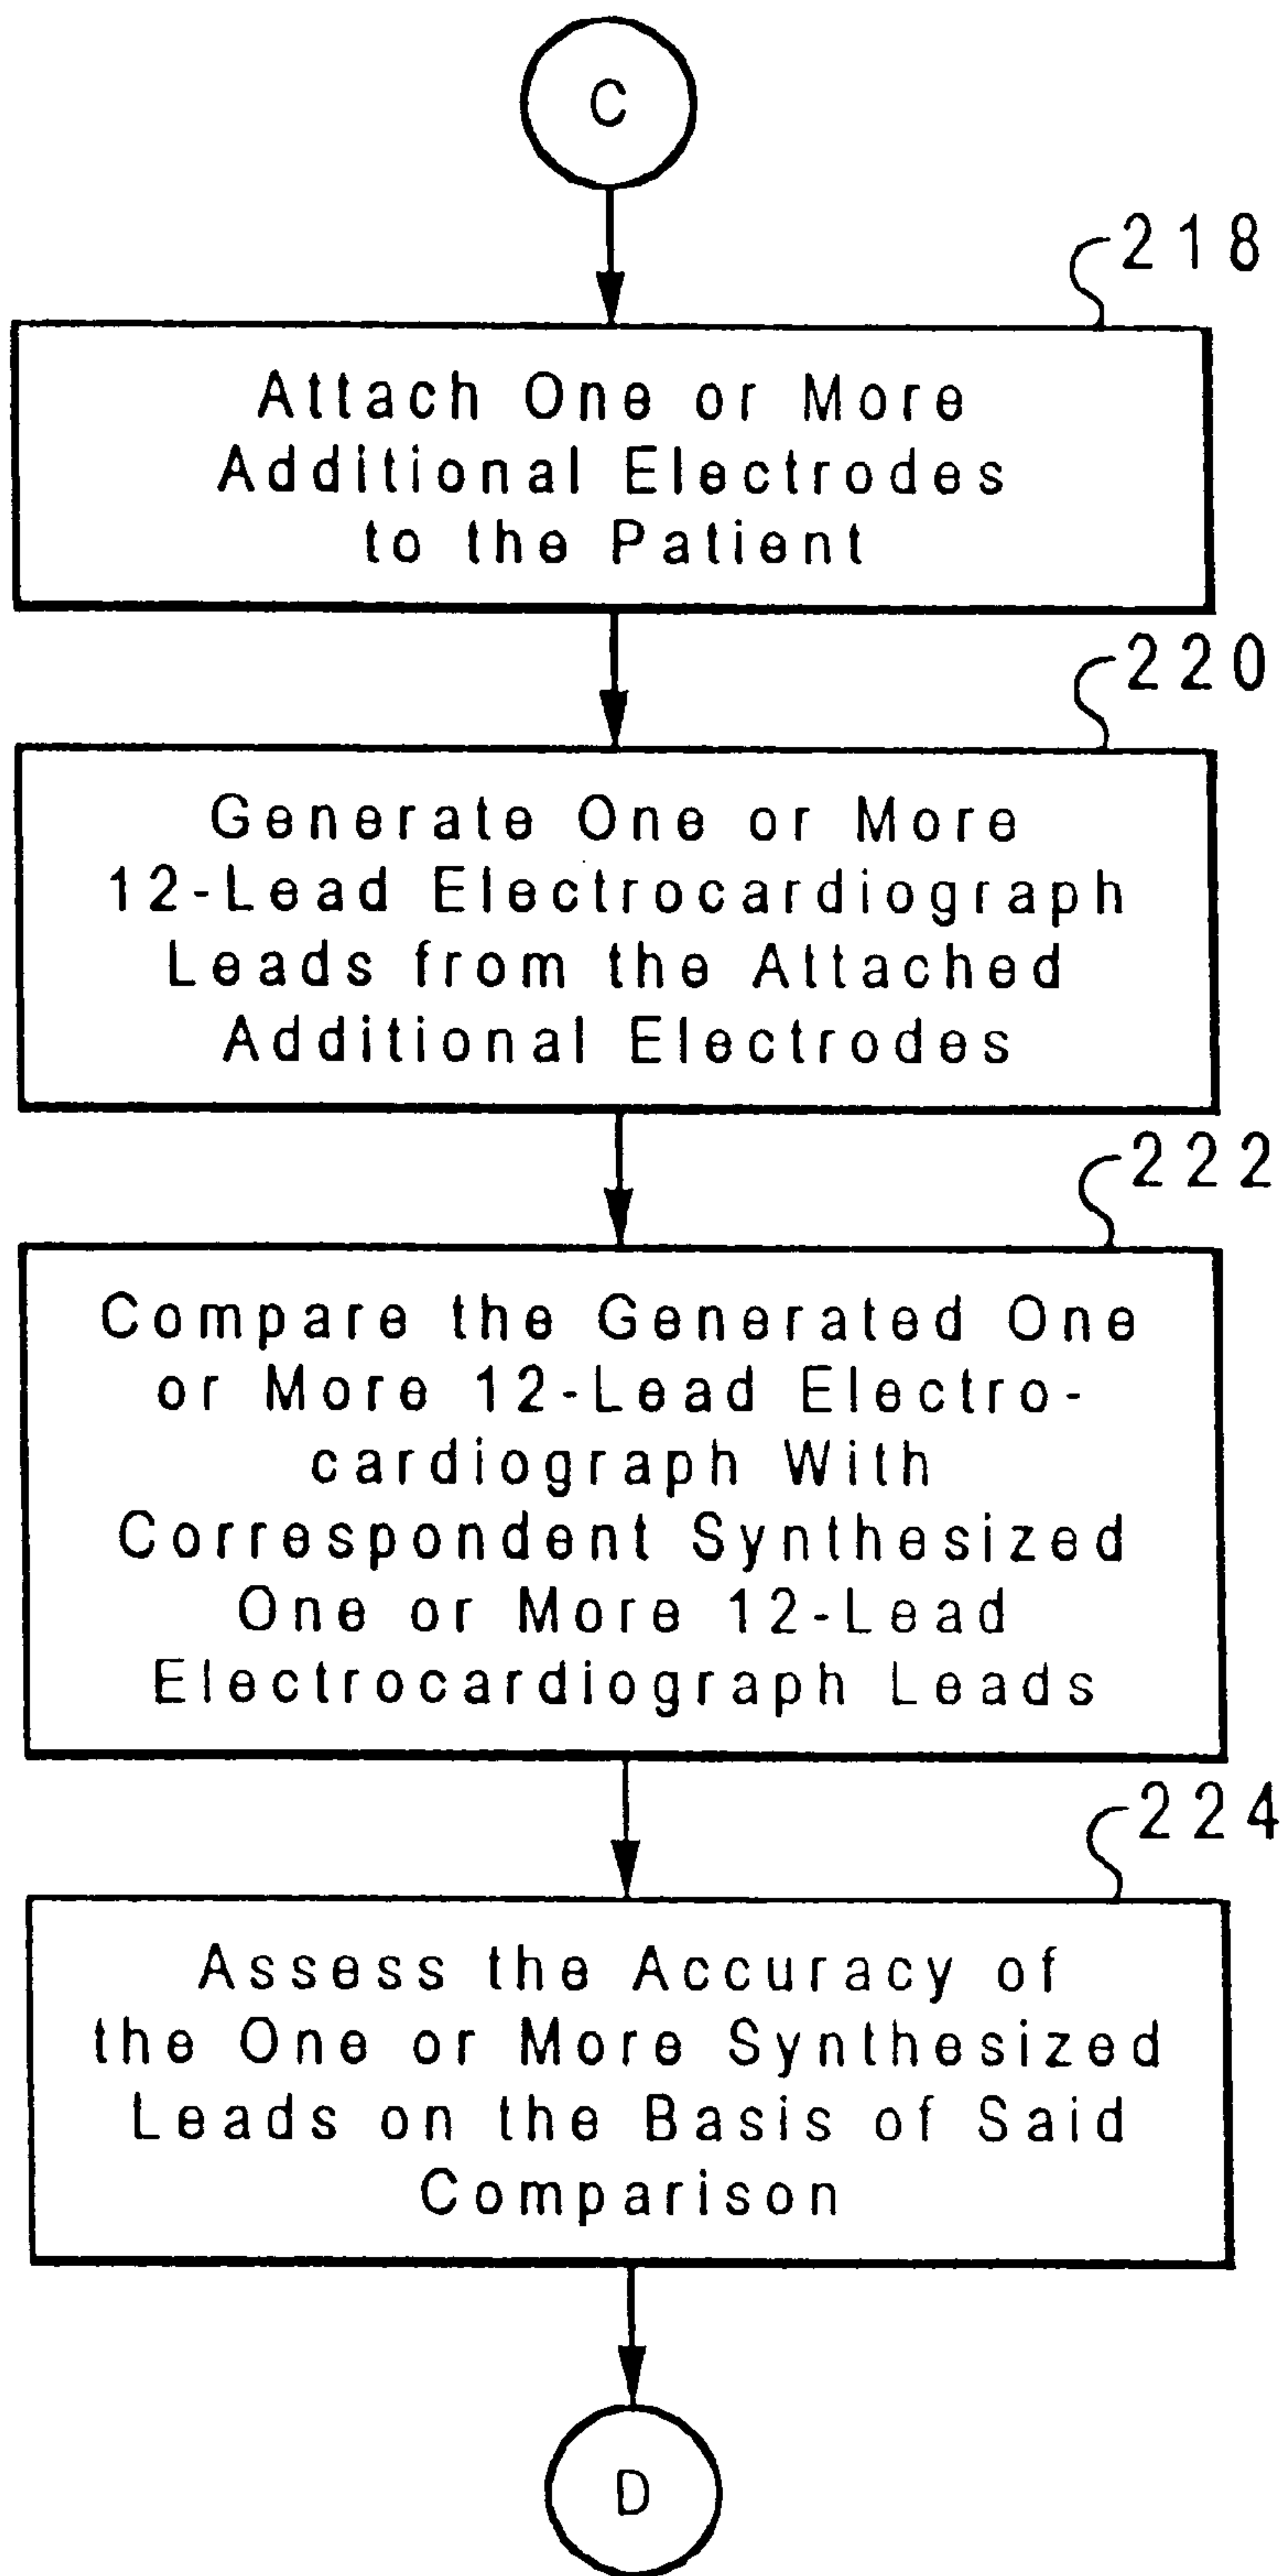 C
218
Attach One or More
Additional Electrodes
to the Patient
220
Generate One or More
12-Lead Electrocardiograph
Leads from the Attached
Additional Electrodes
222
Compare the Generated One
or More 12-Lead Electro-
cardiograph With
Correspondent Synthesized
One or More 12-Lead
Electrocardiograph Leads
224
Assess the Accuracy of
the One or More Synthesized
Leads on the Basis of Said
Comparison
D